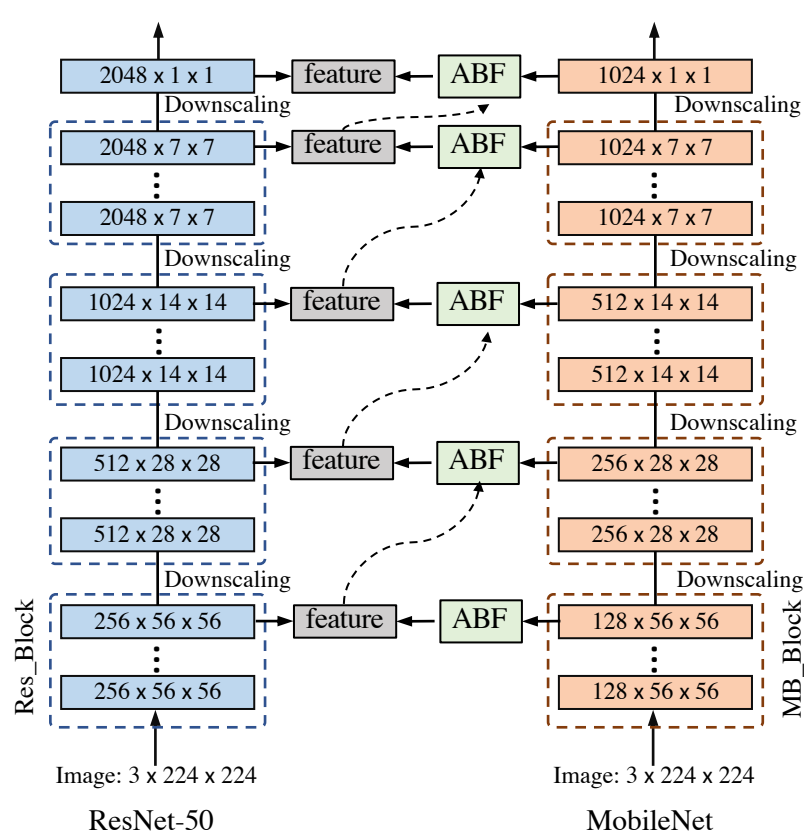 2048 x 1 x 1 feature ABF 1024 x 1 x 1
Downscaling Downscaling
2048 x 7 x 7 feature ABF 1024 x 7 x 7
2048 x 7 x 7 1024 x 7 x 7
Downscaling Downscaling
1024 x 14 x 14 feature ABF 512 x 14 x 14
1024 x 14 x 14 512 x 14 x 14
Downscaling Downscaling
512 x 28 x 28 feature ABF 256 x 28 x 28
512 x 28 x 28 256 x 28 x 28
Downscaling Downscaling
256 x 56 x 56 feature ABF 128 x 56 x 56
Res_Block MB_Block
256 x 56 x 56 128 x 56 x 56
Image: 3 x 224 x 224 Image: 3 x 224 x 224
ResNet-50 MobileNet